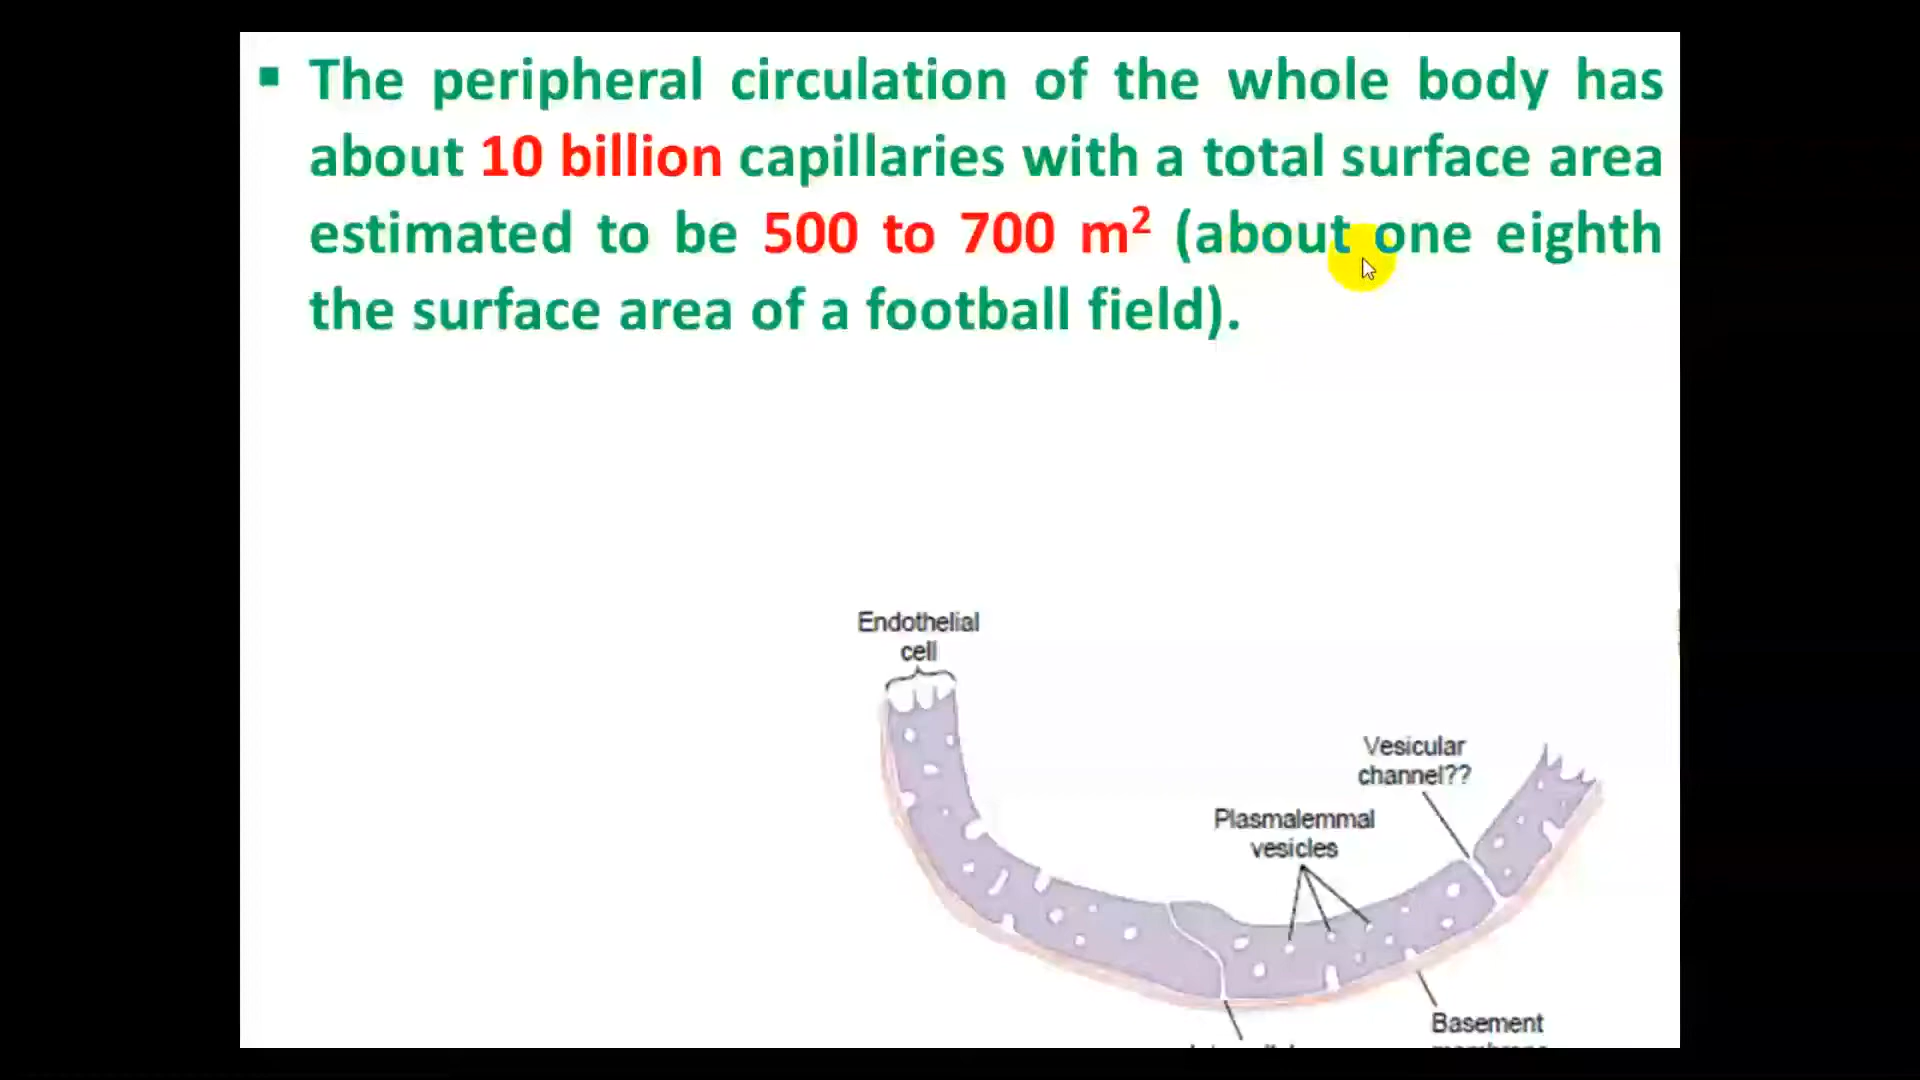 ▪ The peripheral circulation of the whole body has
about 10 billion capillaries with a total surface area
estimated to be 500 to 700 m² (about one eighth
the surface area of a football field).
Endothelial
cell
Vesicular
channel??
Plasmalemmal
vesicles
Basement